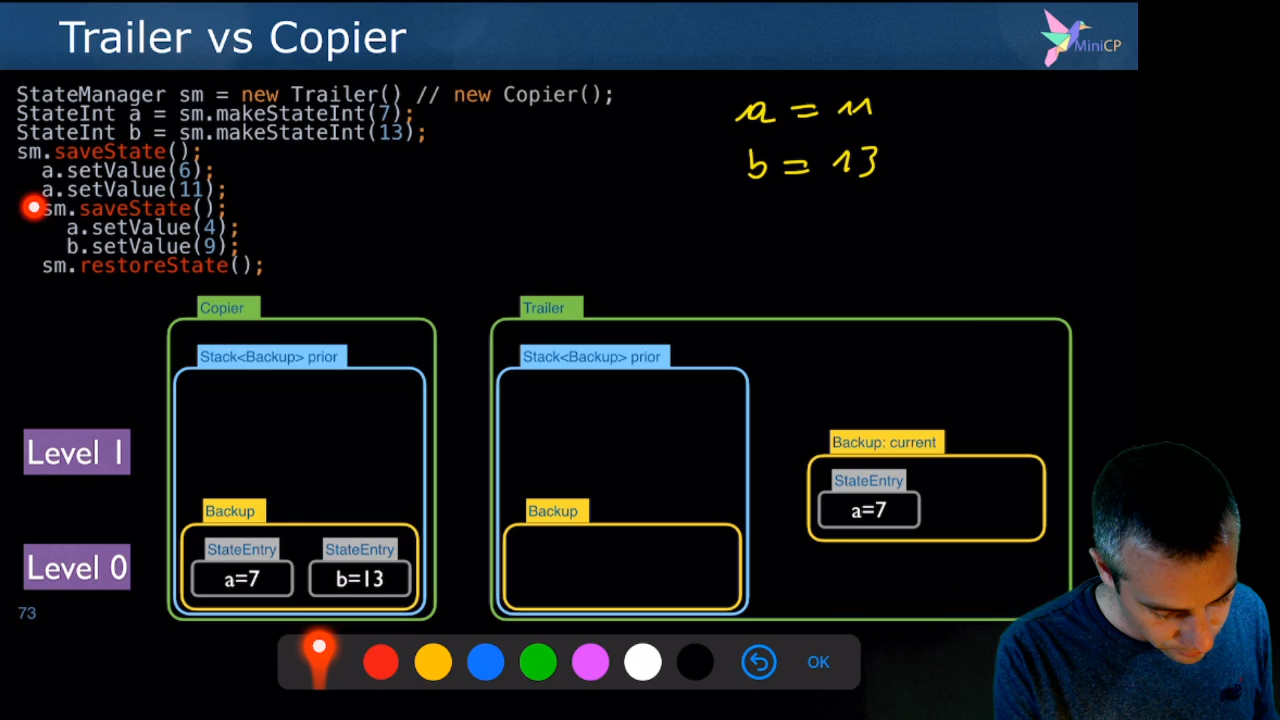 Trailer vs Copier
MiniCP
StateManager sm = new Trailer() // new Copier();
StateInt a = sm.makeStateInt(7);
StateInt b = sm.makeStateInt(13);
sm.saveState();
a.setValue(6);
a.setValue(11);
sm.saveState();
a.setValue(4);
b.setValue(9);
sm.restoreState();
a = 11
b = 13
Copier
Trailer
Stack<Backup> prior
Stack<Backup> prior
Level 1
Backup: current
StateEntry
a=7
Backup
Backup
StateEntry
StateEntry
Level 0
a=7
b=13
73
OK